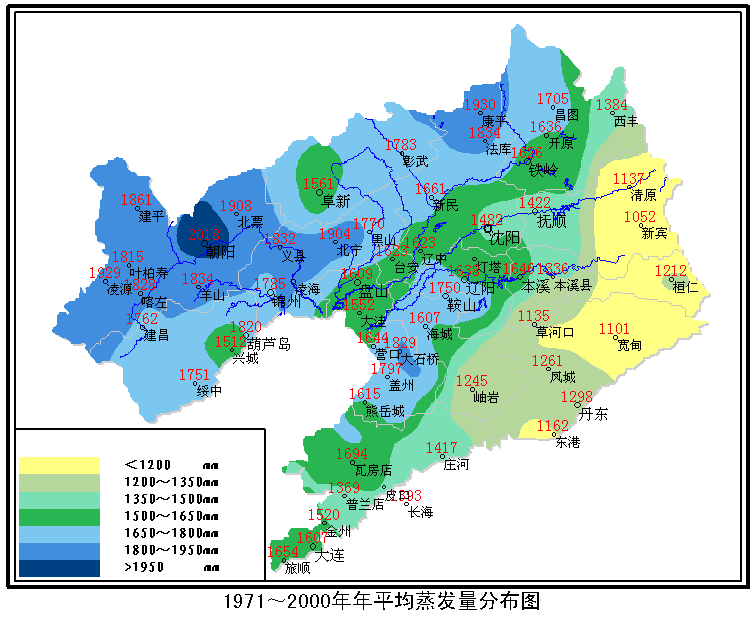 1930
康平
1705
昌图
1384
西丰
1834
法库
1636
开原
1783
彰武
铁岭
1137
清原
1561
阜新
1661
新民
1422
抚顺
1052
新宾
1861
建平
1908
北票
2013
朝阳
1832
义县
1904
北宁
1770
黑山
1482
沈阳
1623
辽中
台安
灯塔
1815
叶柏寿
1929
凌源
喀左
1834
羊山
1785
锦州
凌海
1609
盘山
辽阳
1640
本溪
1336
本溪县
1212
桓仁
1750
鞍山
1552
大洼
1762
建昌
1820
葫芦岛
1512
兴城
1607
海城
1135
草河口
1101
宽甸
1644
营口
1829
大石桥
1751
绥中
1797
盖州
1261
凤城
1245
岫岩
1615
熊岳城
1298
丹东
1162
东港
1694
瓦房店
1417
庄河
1369
普兰店
皮口
长海
1520
金州
1607
大连
1654
旅顺
<1200 mm
1200～1350mm
1350～1500mm
1500～1650mm
1650～1800mm
1800～1950mm
>1950 mm
1971～2000年年平均蒸发量分布图